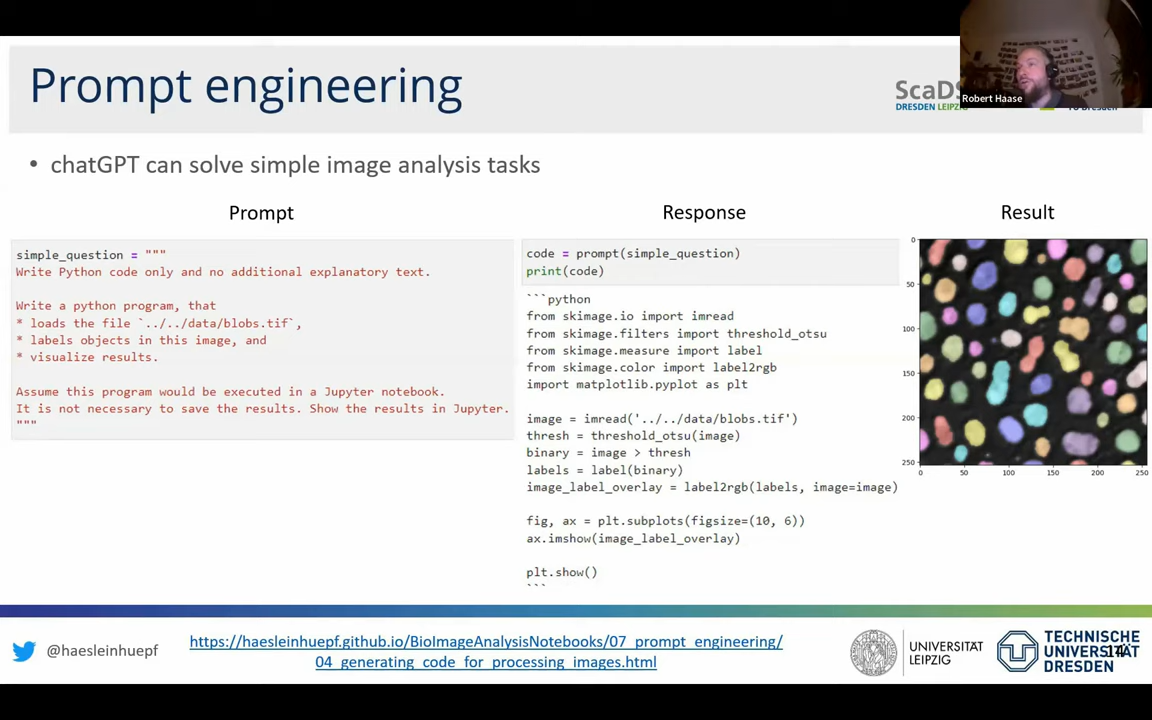 Prompt engineering
ScaDS
DRESDEN LEIPZIG
Robert Haase
• chatGPT can solve simple image analysis tasks
Prompt
simple_question = """
Write Python code only and no additional explanatory text.
Write a python program, that
* loads the file `../../data/blobs.tif`,
* labels objects in this image, and
* visualize results.
Assume this program would be executed in a Jupyter notebook.
It is not necessary to save the results. Show the results in Jupyter.
"""
Response
code = prompt(simple_question)
print(code)
```python
from skimage.io import imread
from skimage.filters import threshold_otsu
from skimage.measure import label
from skimage.color import label2rgb
import matplotlib.pyplot as plt
image = imread('../../data/blobs.tif')
thresh = threshold_otsu(image)
binary = image > thresh
labels = label(binary)
image_label_overlay = label2rgb(labels, image=image)
fig, ax = plt.subplots(figsize=(10, 6))
ax.imshow(image_label_overlay)
plt.show()
```
Result
0
50
100
150
200
250
0 50 100 150 200 250
@haesleinhuepf
https://haesleinhuepf.github.io/BioImageAnalysisNotebooks/07_prompt_engineering/
04_generating_code_for_processing_images.html
UNIVERSITÄT
LEIPZIG
TECHNISCHE
UNIVERSITÄT
DRESDEN
14